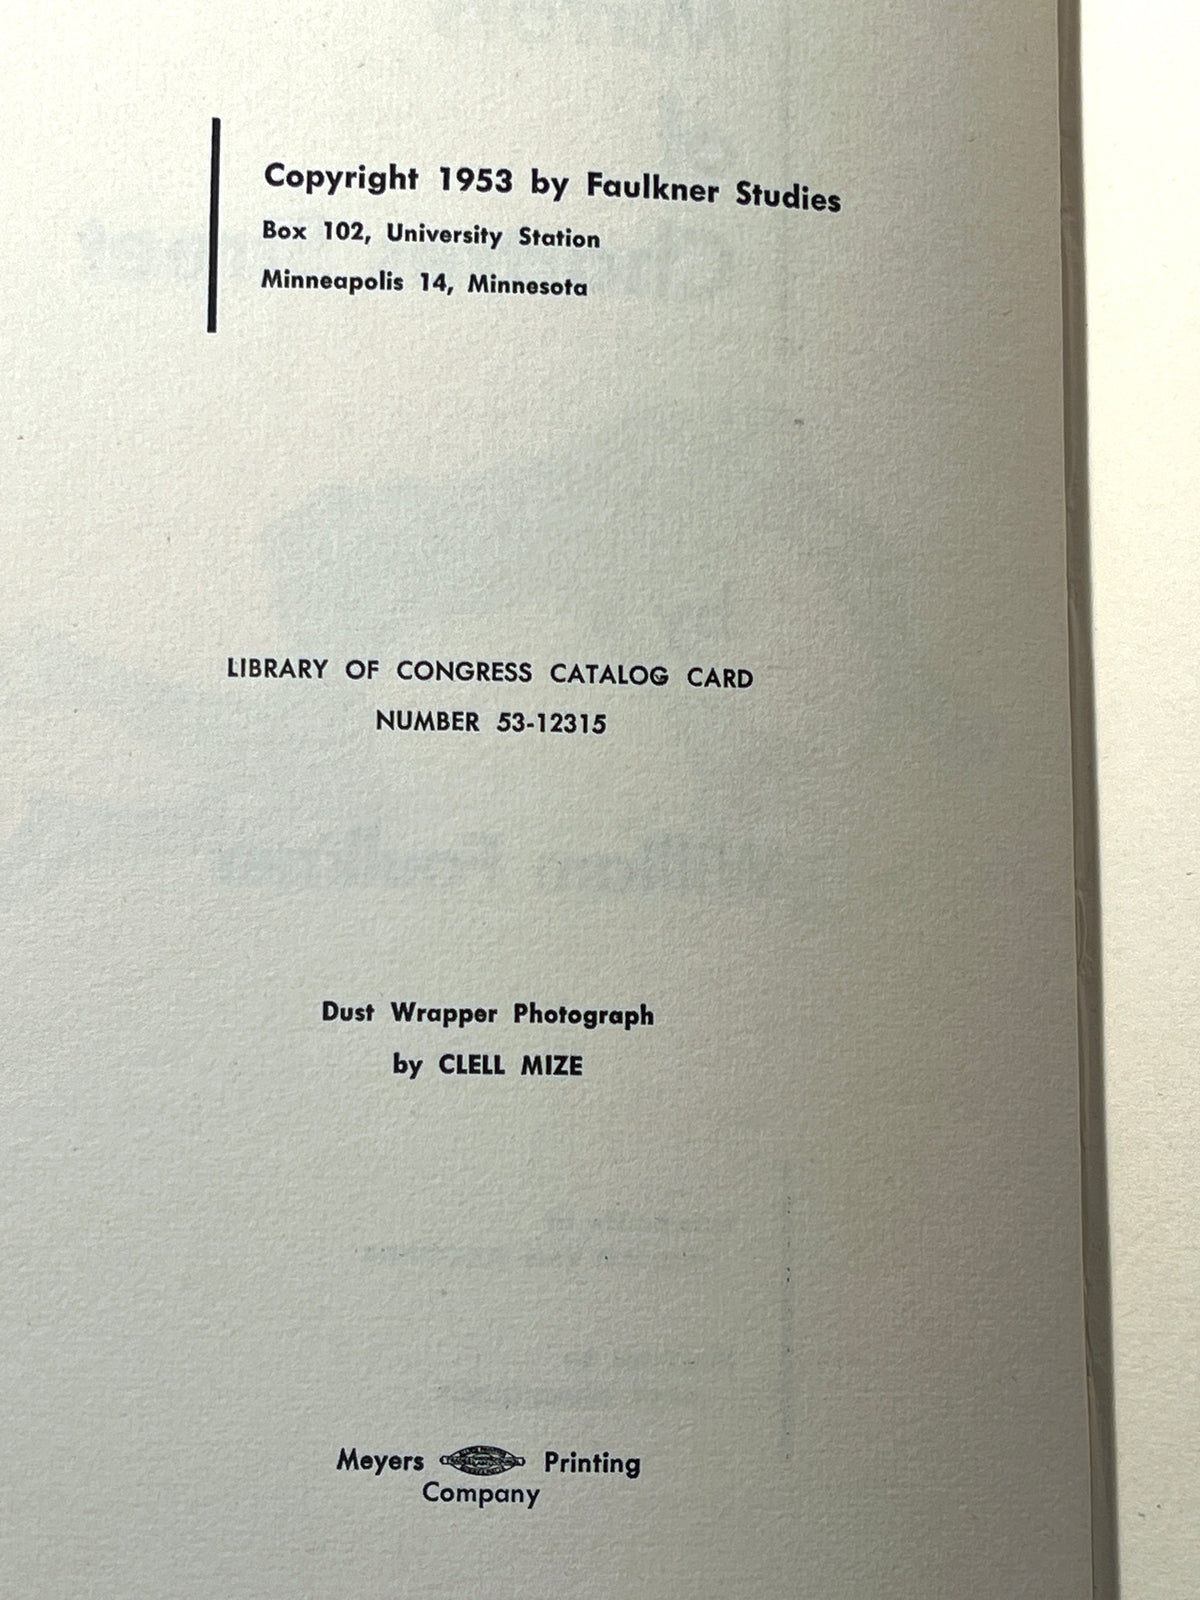 Copyright 1953 by Faulkner Studies
Box 102, University Station
Minneapolis 14, Minnesota
LIBRARY OF CONGRESS CATALOG CARD
NUMBER 53-12315
Dust Wrapper Photograph
by CLELL MIZE
Meyers Printing
Company